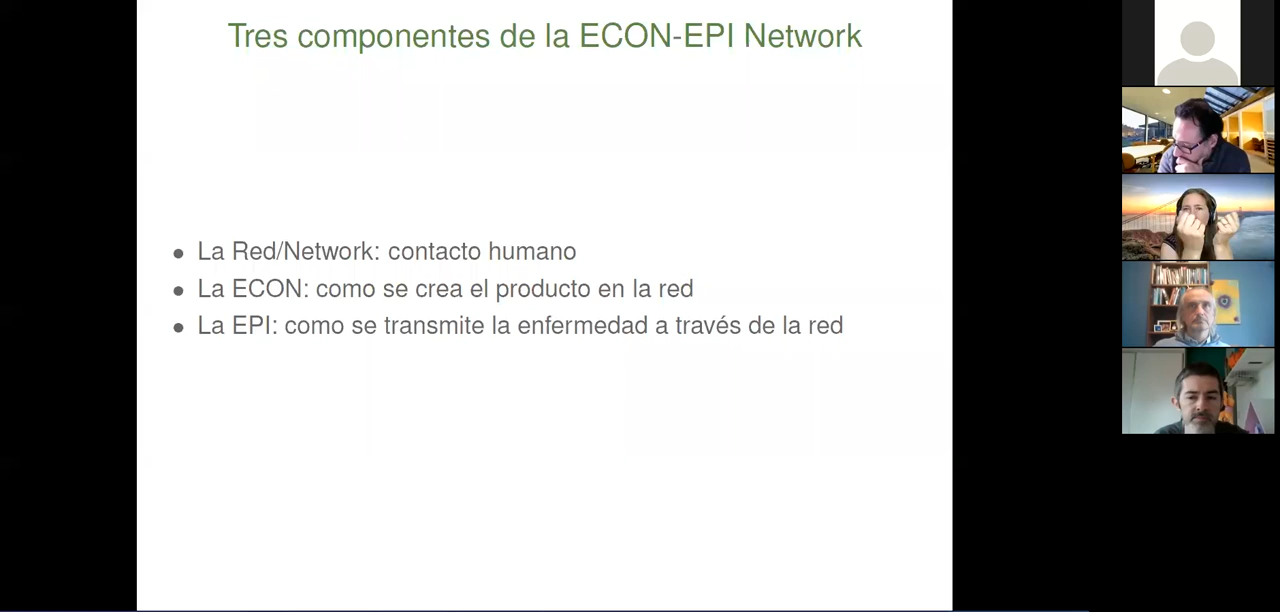 Tres componentes de la ECON-EPI Network
La Red/Network: contacto humano
La ECON: como se crea el producto en la red
La EPI: como se transmite la enfermedad a través de la red